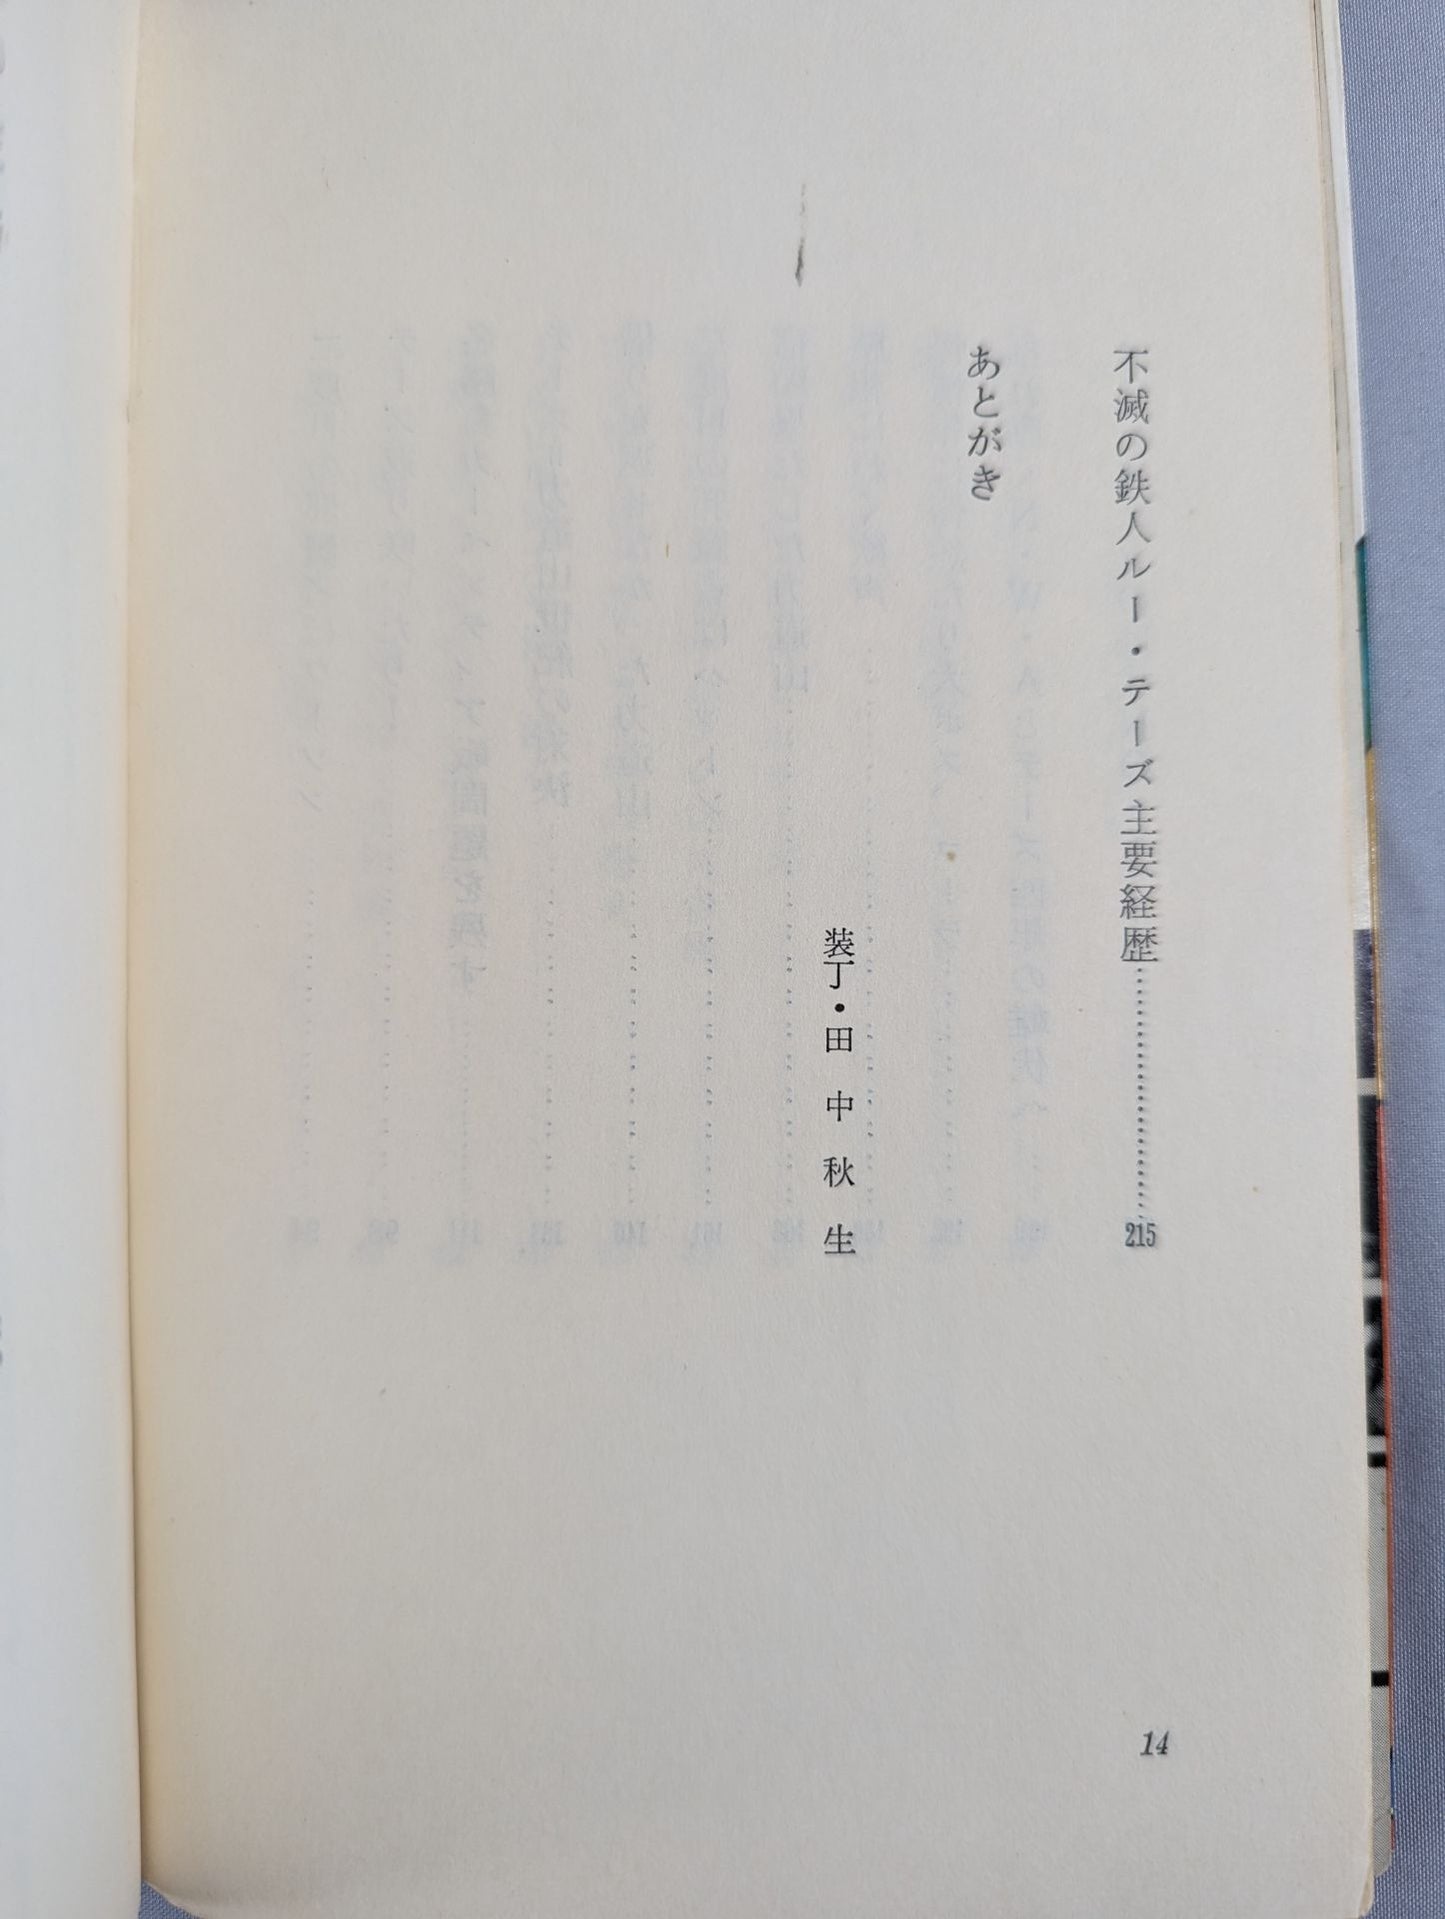 不滅の鉄人ルー・テーズ主要経歴……………………215
あとがき
装丁・田中秋生
14